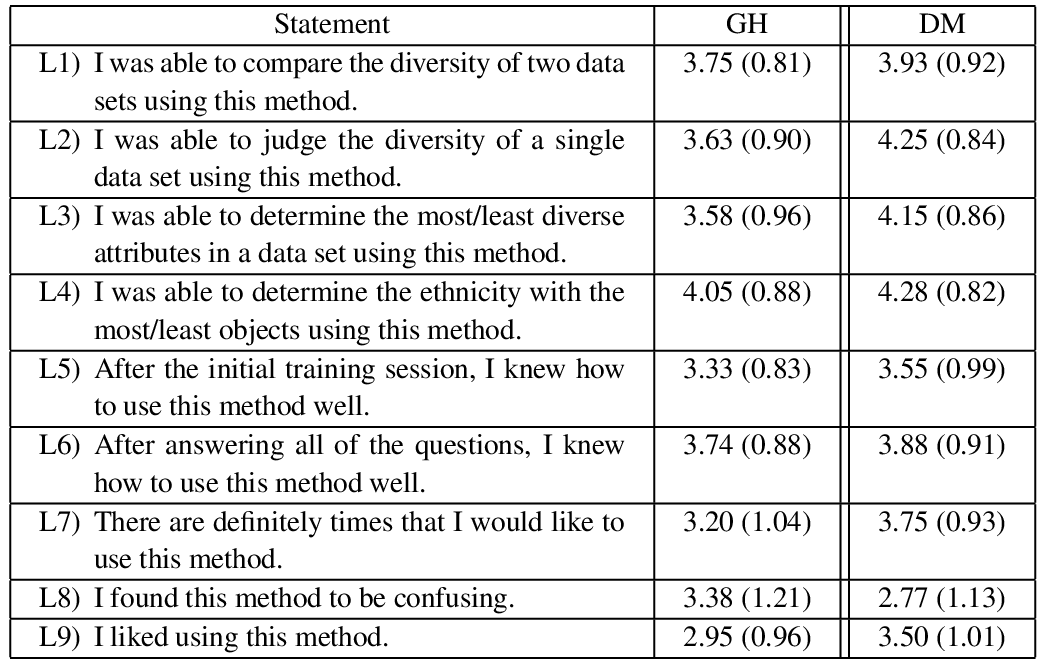 Statement GH DM
L1) I was able to compare the diversity of two data 3.75 (0.81) 3.93 (0.92)
sets using this method.
L2) I was able to judge the diversity of a single 3.63 (0.90) 4.25 (0.84)
data set using this method.
L3) I was able to determine the most/least diverse 3.58 (0.96) 4.15 (0.86)
attributes in a data set using this method.
L4) I was able to determine the ethnicity with the 4.05 (0.88) 4.28 (0.82)
most/least objects using this method.
L5) After the initial training session, I knew how 3.33 (0.83) 3.55 (0.99)
to use this method well.
L6) After answering all of the questions, I knew 3.74 (0.88) 3.88 (0.91)
how to use this method well.
L7) There are definitely times that I would like to 3.20 (1.04) 3.75 (0.93)
use this method.
L8) I found this method to be confusing. 3.38 (1.21) 2.77 (1.13)
L9) I liked using this method. 2.95 (0.96) 3.50 (1.01)